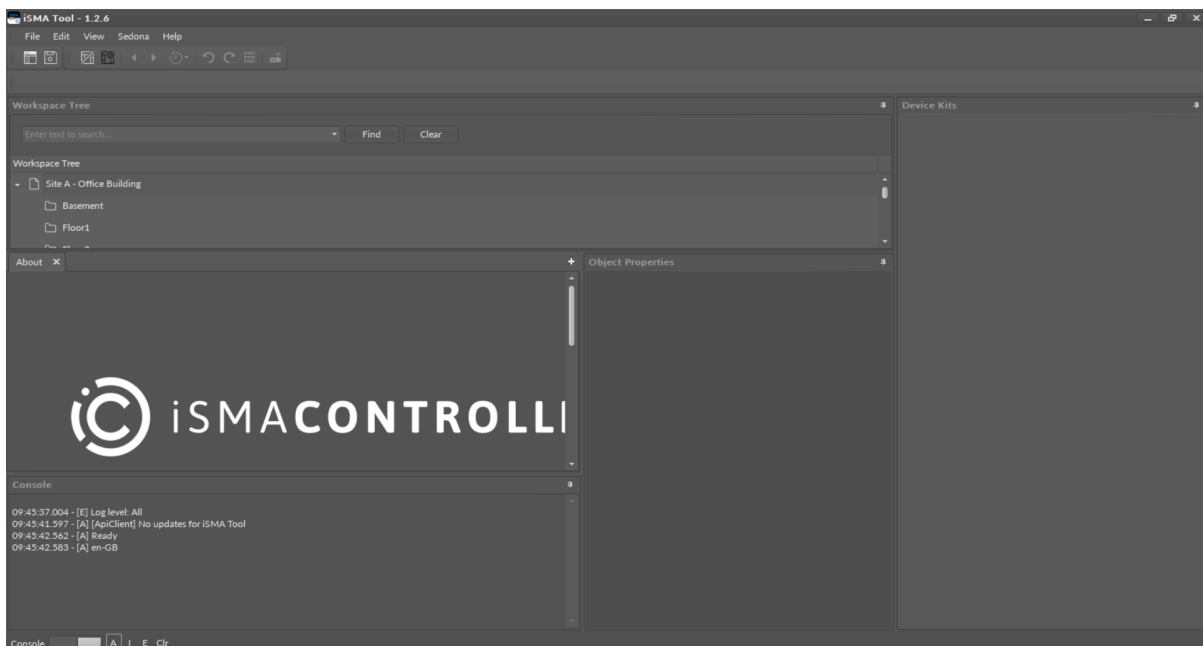 iSMA Tool - 1.2.6
File Edit View Sedona Help
Workspace Tree
Device Kits
Enter text to search...
Find
Clear
Workspace Tree
Site A - Office Building
Basement
Floor1
About
Object Properties
iSMACONTROLL
Console
09:45:37.004 - [E] Log level: All
09:45:41.597 - [A] [ApiClient] No updates for iSMA Tool
09:45:42.562 - [A] Ready
09:45:42.583 - [A] en-GB
Console A I E Clr